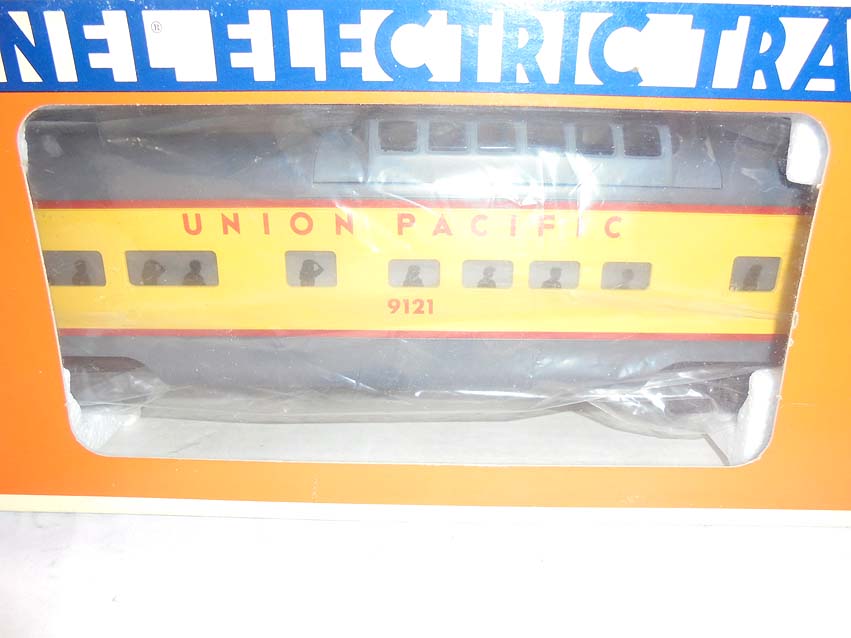 NEL® ELECTRIC TRA
UNION PACIFIC
9121